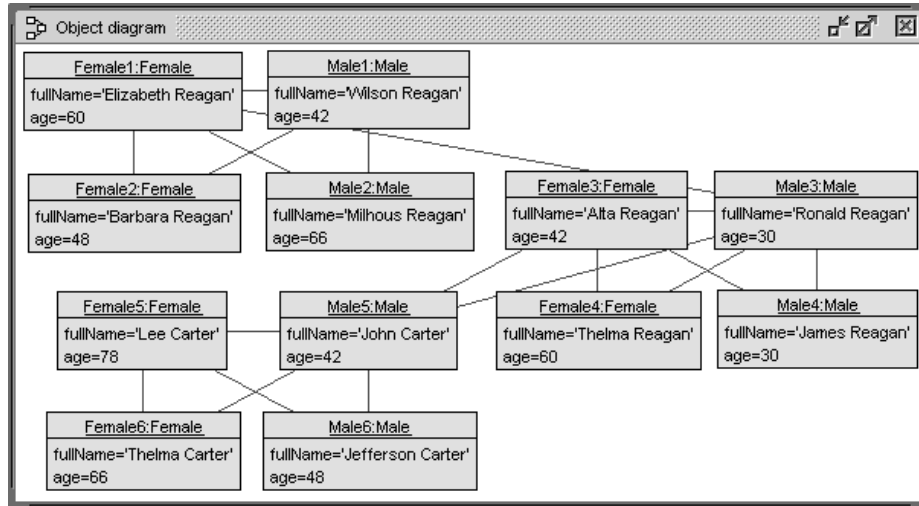 Object diagram
Female1:Female
fullName='Elizabeth Reagan'
age=60
Male1:Male
fullName='Wilson Reagan'
age=42
Female2:Female
fullName='Barbara Reagan'
age=48
Male2:Male
fullName='Milhous Reagan'
age=66
Female3:Female
fullName='Alta Reagan'
age=42
Male3:Male
fullName='Ronald Reagan'
age=30
Female5:Female
fullName='Lee Carter'
age=78
Male5:Male
fullName='John Carter'
age=42
Female4:Female
fullName='Thelma Reagan'
age=60
Male4:Male
fullName='James Reagan'
age=30
Female6:Female
fullName='Thelma Carter'
age=66
Male6:Male
fullName='Jefferson Carter'
age=48